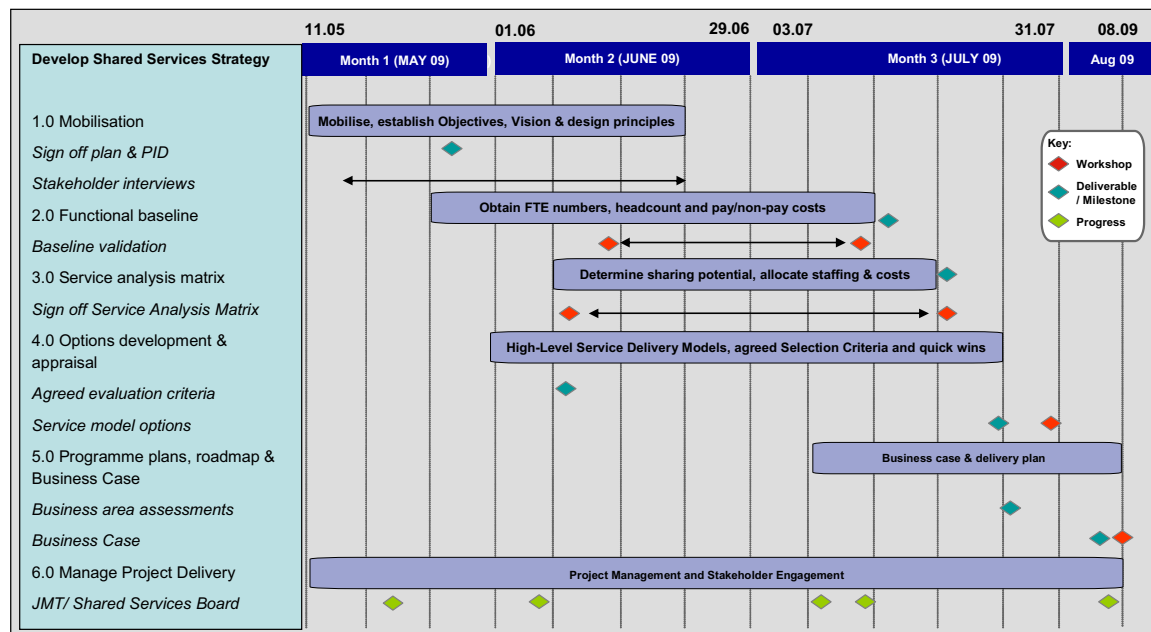 11.05
01.06
29.06
03.07
31.07
08.09
Develop Shared Services Strategy
Month 1 (MAY 09)
Month 2 (JUNE 09)
Month 3 (JULY 09)
Aug 09
1.0 Mobilisation
Mobilise, establish Objectives, Vision & design principles
Sign off plan & PID
Stakeholder interviews
2.0 Functional baseline
Obtain FTE numbers, headcount and pay/non-pay costs
Baseline validation
3.0 Service analysis matrix
Determine sharing potential, allocate staffing & costs
Sign off Service Analysis Matrix
4.0 Options development &
appraisal
High-Level Service Delivery Models, agreed Selection Criteria and quick wins
Agreed evaluation criteria
Service model options
5.0 Programme plans, roadmap &
Business Case
Business case & delivery plan
Business area assessments
Business Case
6.0 Manage Project Delivery
Project Management and Stakeholder Engagement
JMT/ Shared Services Board
Key:
Workshop
Deliverable
/ Milestone
Progress